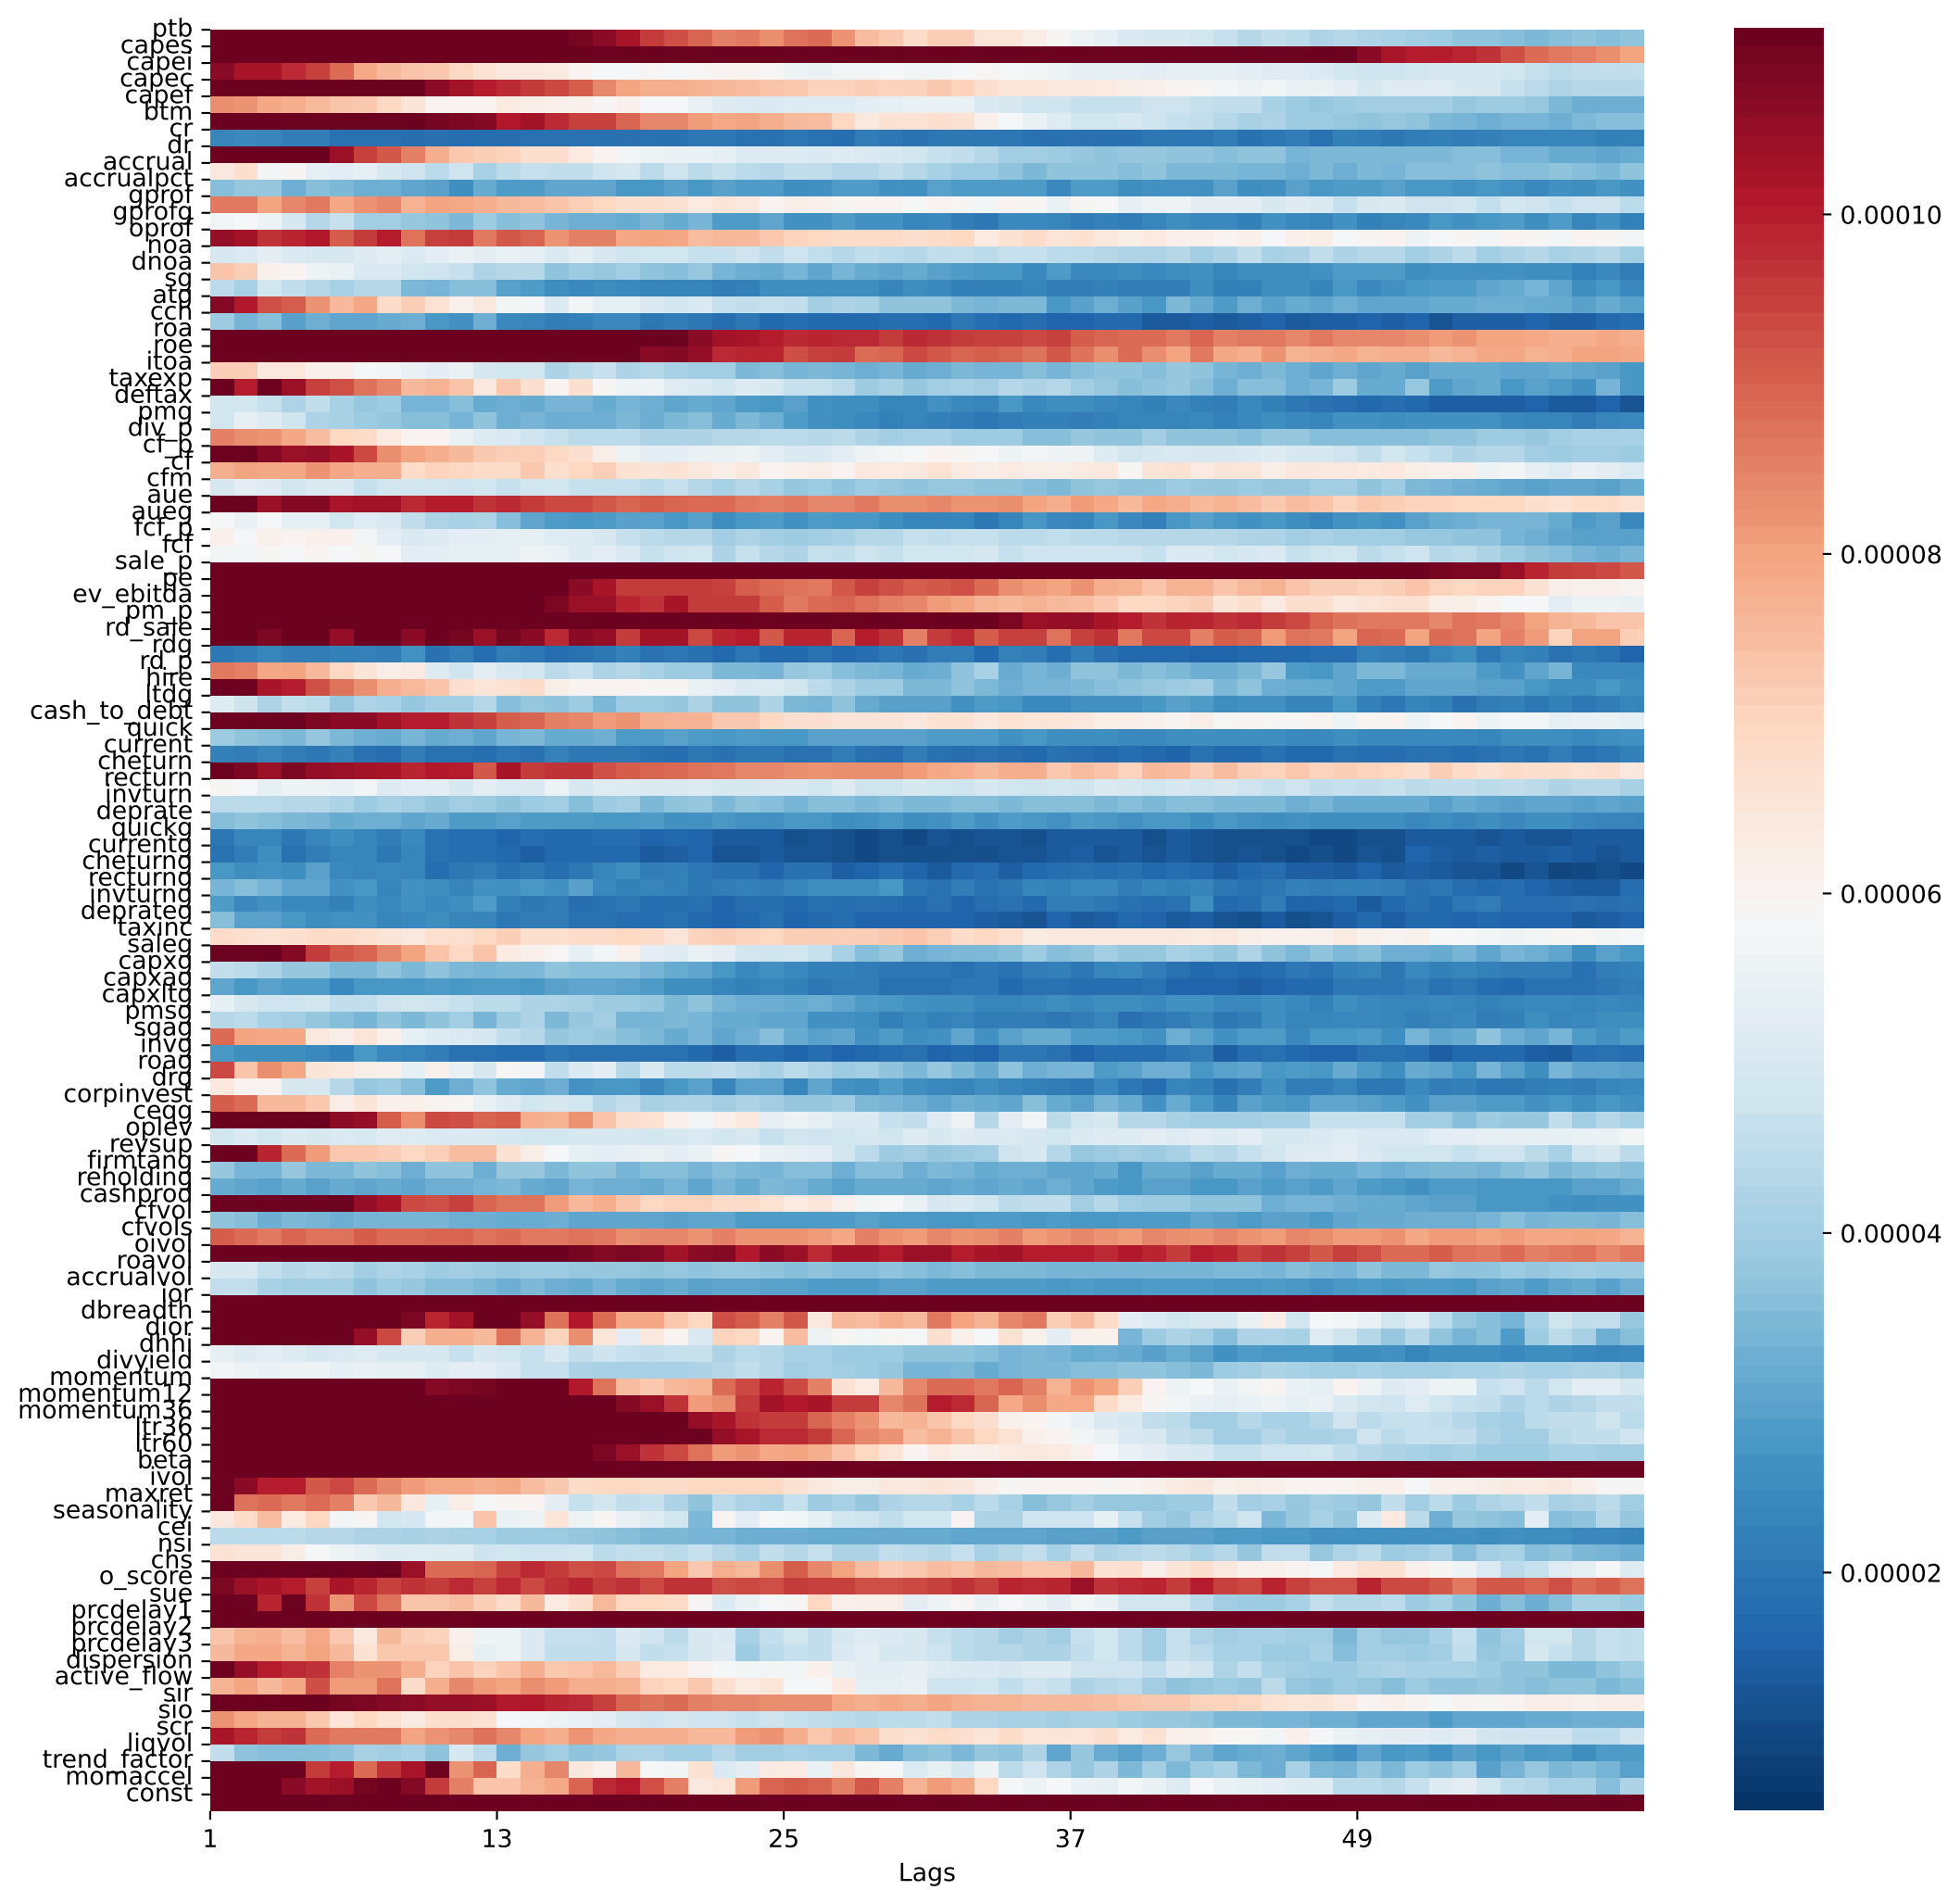 ptb
capes
capei
capec
capef
btm
cr
dr
accrual
accrualpct
gprof
gprofg
oprof
noa
dnoa
sg
atg
cch
roa
roe
itoa
taxexp
deftax
pmg
div_p
cf_p
cf
cfm
aue
aueg
fcf_p
fcf
sale_p
pe
ev_ebitda
pm_p
rd_sale
rdg
rd_p
hire
ltdg
cash_to_debt
quick
current
cheturn
recturn
invturn
deprate
quickg
currentg
cheturng
recturng
invturng
deprateg
taxinc
saleg
capxg
capxag
capxltg
pmsg
sgag
invg
roag
drg
corpinvest
ceqg
oplev
revsup
firmtang
reholding
cashprod
cfvol
cfvols
oivol
roavol
accrualvol
ior
dbreadth
dior
dhhi
divyield
momentum
momentum12
momentum36
ltr36
ltr60
beta
ivol
maxret
seasonality
cei
nsi
chs
o_score
sue
prcdelay1
prcdelay2
prcdelay3
dispersion
active_flow
sir
sio
scr
liqvol
trend_factor
momaccel
const
1 13 25 37 49
Lags
0.00010
0.00008
0.00006
0.00004
0.00002